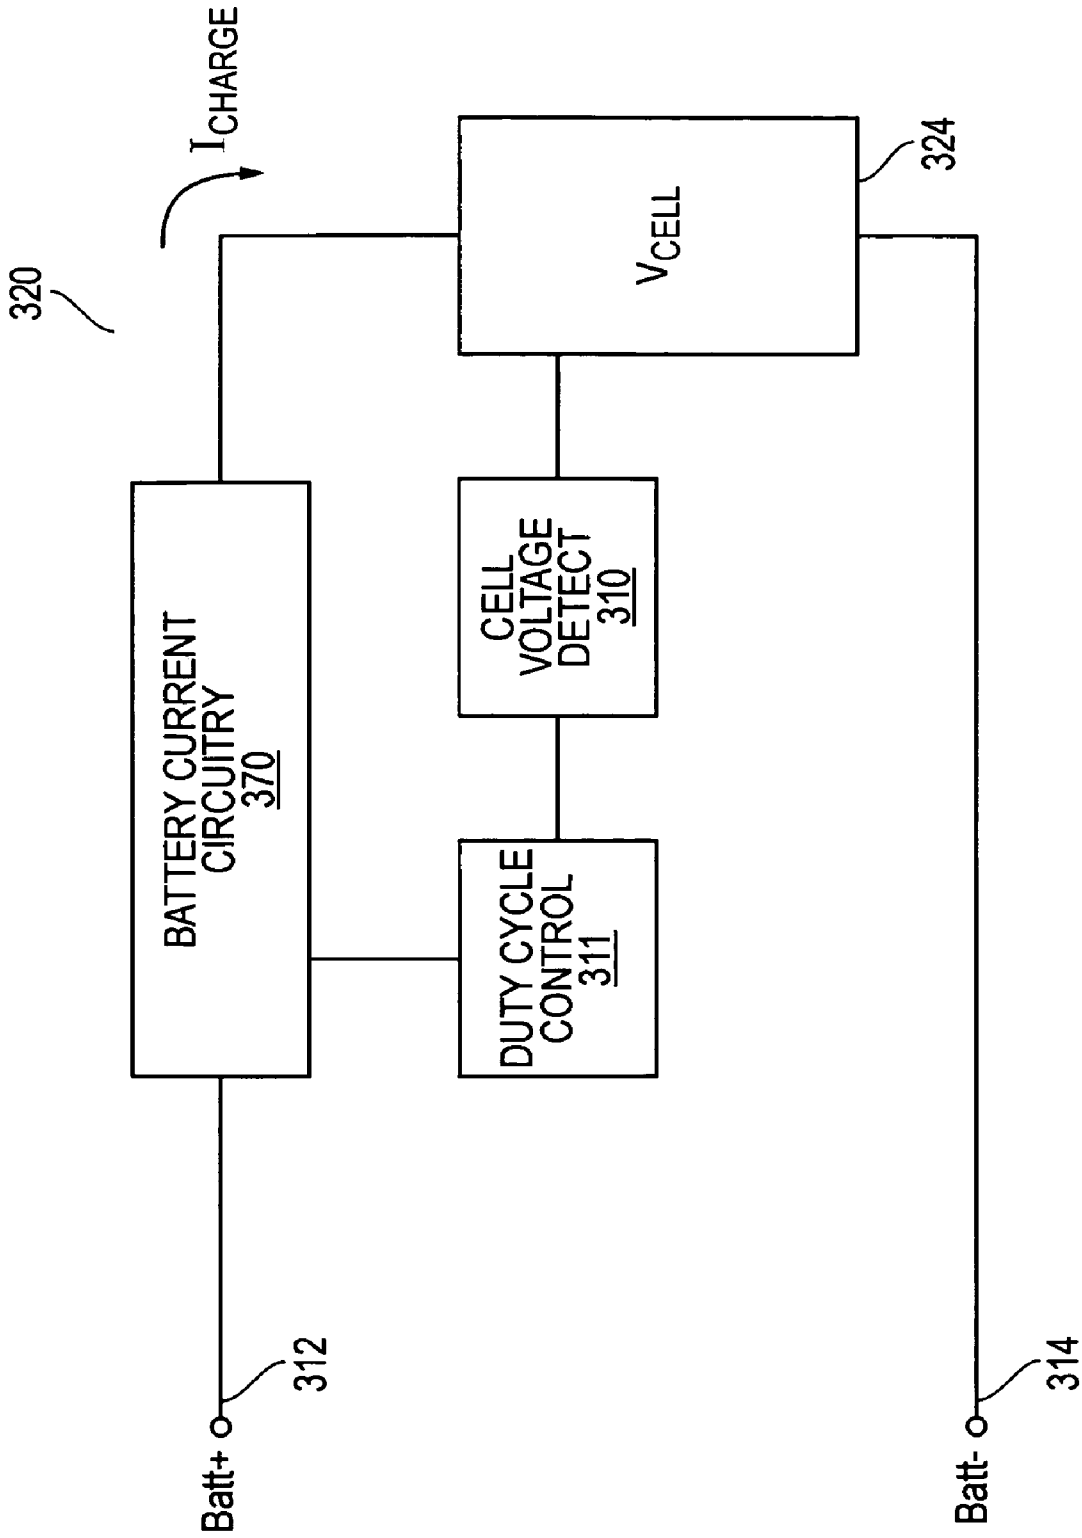 320
I CHARGE
BATTERY CURRENT
CIRCUITRY
370
Batt+
312
DUTY CYCLE
CONTROL
311
CELL
VOLTAGE
DETECT
310
VCELL
324
Batt-
314